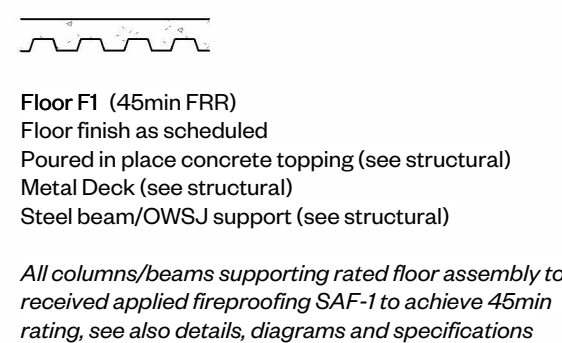 Floor F1 (45min FRR)
Floor finish as scheduled
Poured in place concrete topping (see structural)
Metal Deck (see structural)
Steel beam/OWSJ support (see structural)
All columns/beams supporting rated floor assembly to
received applied fireproofing SAF-1 to achieve 45min
rating, see also details, diagrams and specifications